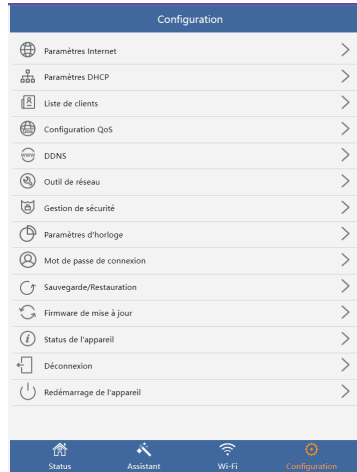 Configuration
Paramètres Internet
Paramètres DHCP
Liste de clients
Configuration QoS
www
DDNS
Outil de réseau
Gestion de sécurité
Paramètres d'horloge
Mot de passe de connexion
Sauvegarde/Restauration
Firmware de mise à jour
i
Status de l'appareil
Déconnexion
Redémarrage de l'appareil
Status
Assistant
Wi-Fi
Configuration